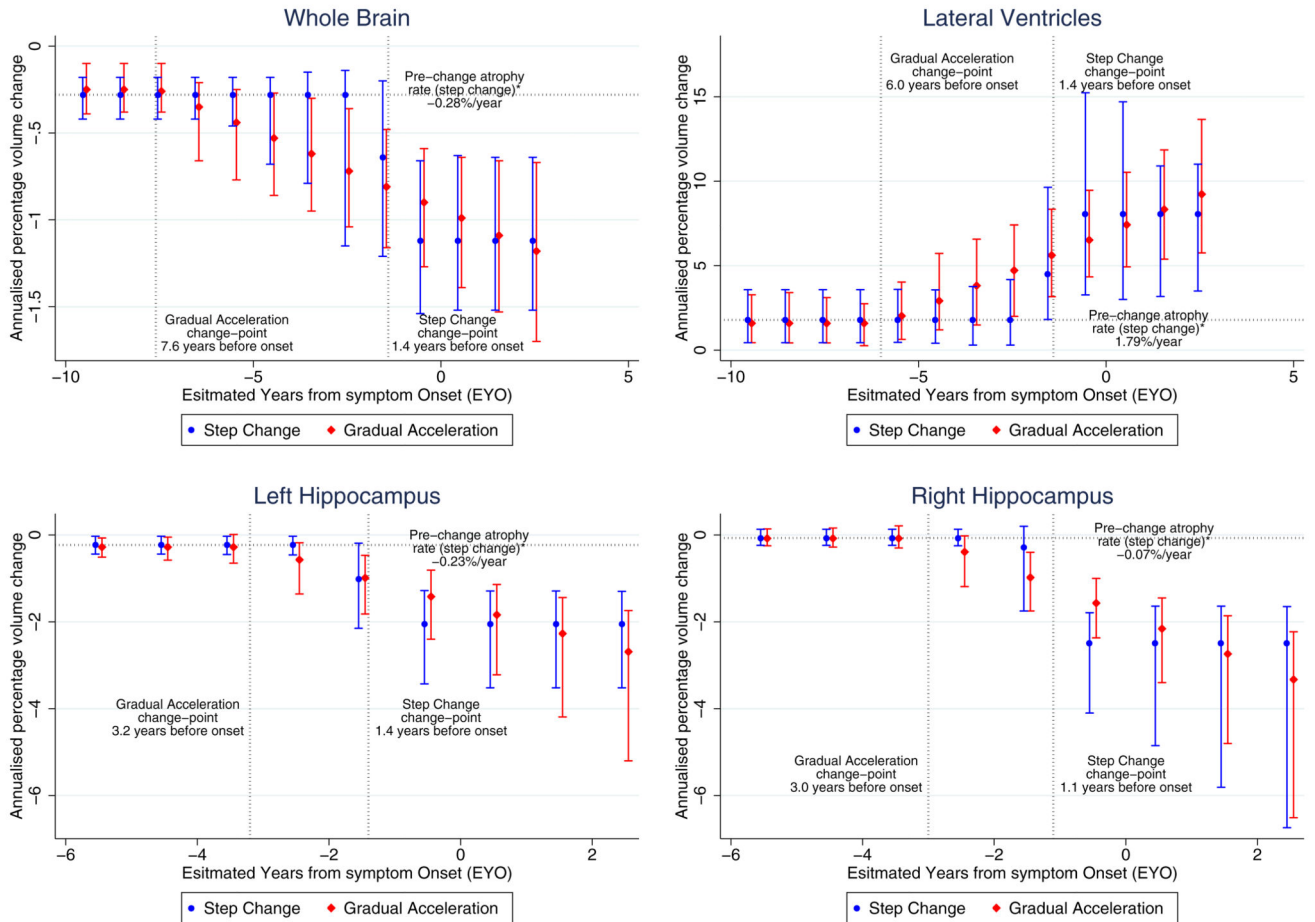 Whole Brain
Annualised percentage volume change
0
−.5
−1
−1.5
Pre−change atrophy
rate (step change)*
−0.28%/year
Gradual Acceleration
change−point
7.6 years before onset
Step Change
change−point
1.4 years before onset
−10
−5
0
5
Esitmated Years from symptom Onset (EYO)
Step Change
Gradual Acceleration
Lateral Ventricles
Annualised percentage volume change
15
10
5
0
Gradual Acceleration
change−point
6.0 years before onset
Step Change
change−point
1.4 years before onset
Pre−change atrophy
rate (step change)*
1.79%/year
−10
−5
0
5
Esitmated Years from symptom Onset (EYO)
Step Change
Gradual Acceleration
Left Hippocampus
Annualised percentage volume change
0
−2
−4
−6
Pre−change atrophy
rate (step change)*
−0.23%/year
Gradual Acceleration
change−point
3.2 years before onset
Step Change
change−point
1.4 years before onset
−6
−4
−2
0
2
Esitmated Years from symptom Onset (EYO)
Step Change
Gradual Acceleration
Right Hippocampus
Annualised percentage volume change
0
−2
−4
−6
Pre−change atrophy
rate (step change)*
−0.07%/year
Gradual Acceleration
change−point
3.0 years before onset
Step Change
change−point
1.1 years before onset
−6
−4
−2
0
2
Esitmated Years from symptom Onset (EYO)
Step Change
Gradual Acceleration